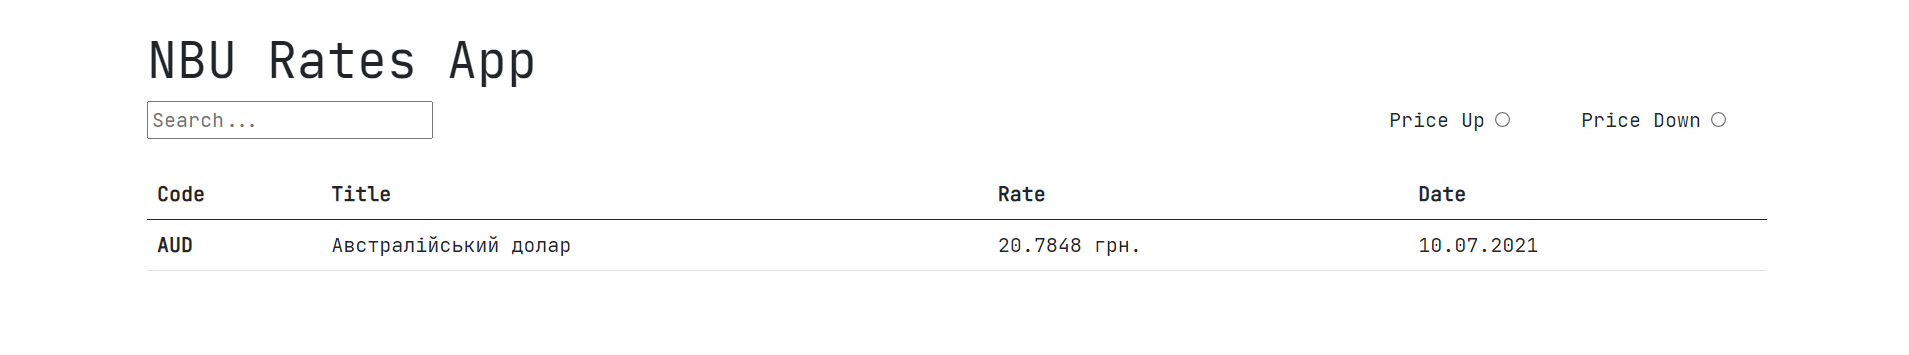 NBU Rates App
Search...
Price Up
Price Down
Code Title Rate Date
AUD Австралійський долар 20.7848 грн. 10.07.2021